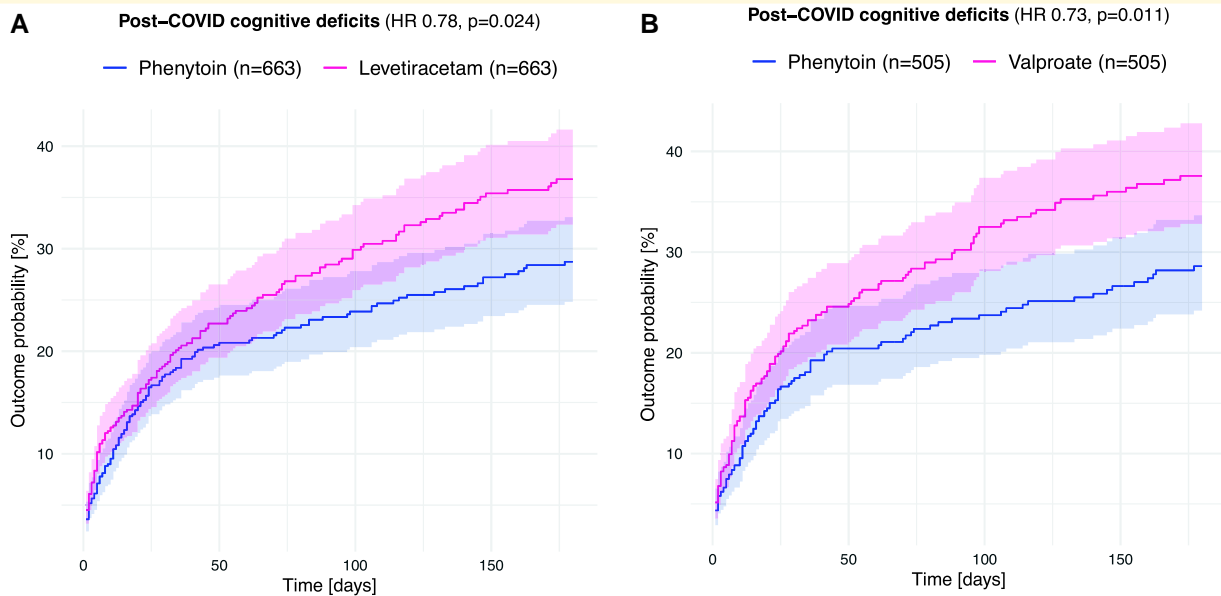 A
Post–COVID cognitive deficits (HR 0.78, p=0.024)
Phenytoin (n=663) Levetiracetam (n=663)
Outcome probability [%]
40
30
20
10
0 50 100 150
Time [days]
B
Post–COVID cognitive deficits (HR 0.73, p=0.011)
Phenytoin (n=505) Valproate (n=505)
Outcome probability [%]
40
30
20
10
0 50 100 150
Time [days]